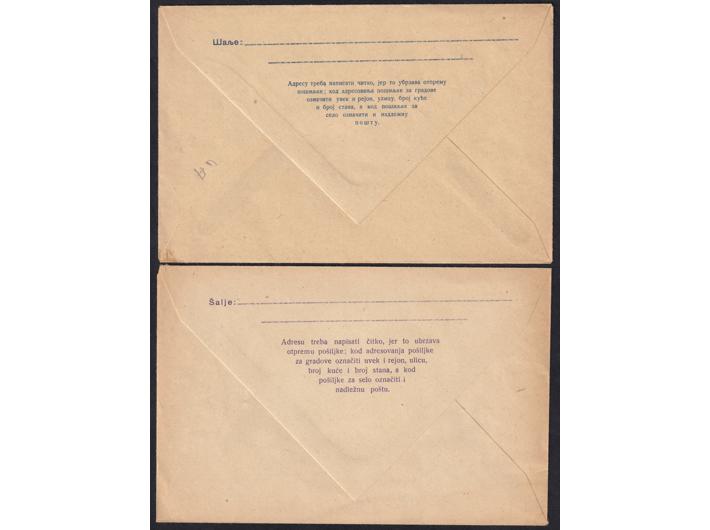 Шаље:
Адресу треба написати читко, јер то убрзава отпрему
пошиљке; код адресовања пошиљке за градове
означити увек и рејон, улицу, број куће
и број стана, а код пошиљке за
село означити и надлежну
пошту.
Šalje:
Adresu treba napisati čitko, jer to ubrzava
otpremu pošiljke; kod adresovanja pošiljke
za gradove označiti uvek i rejon, ulicu,
broj kuće i broj stana, a kod
pošiljke za selo označiti i
nadležnu poštu.